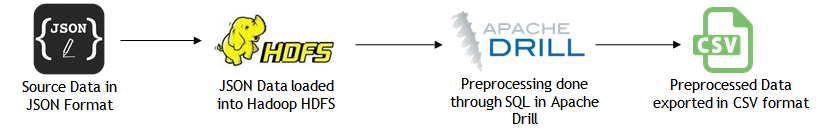 {JSON}
HDFS
APACHE
DRILL
CSV
Source Data in
JSON Format
JSON Data loaded
into Hadoop HDFS
Preprocessing done
through SQL in Apache
Drill
Preprocessed Data
exported in CSV format